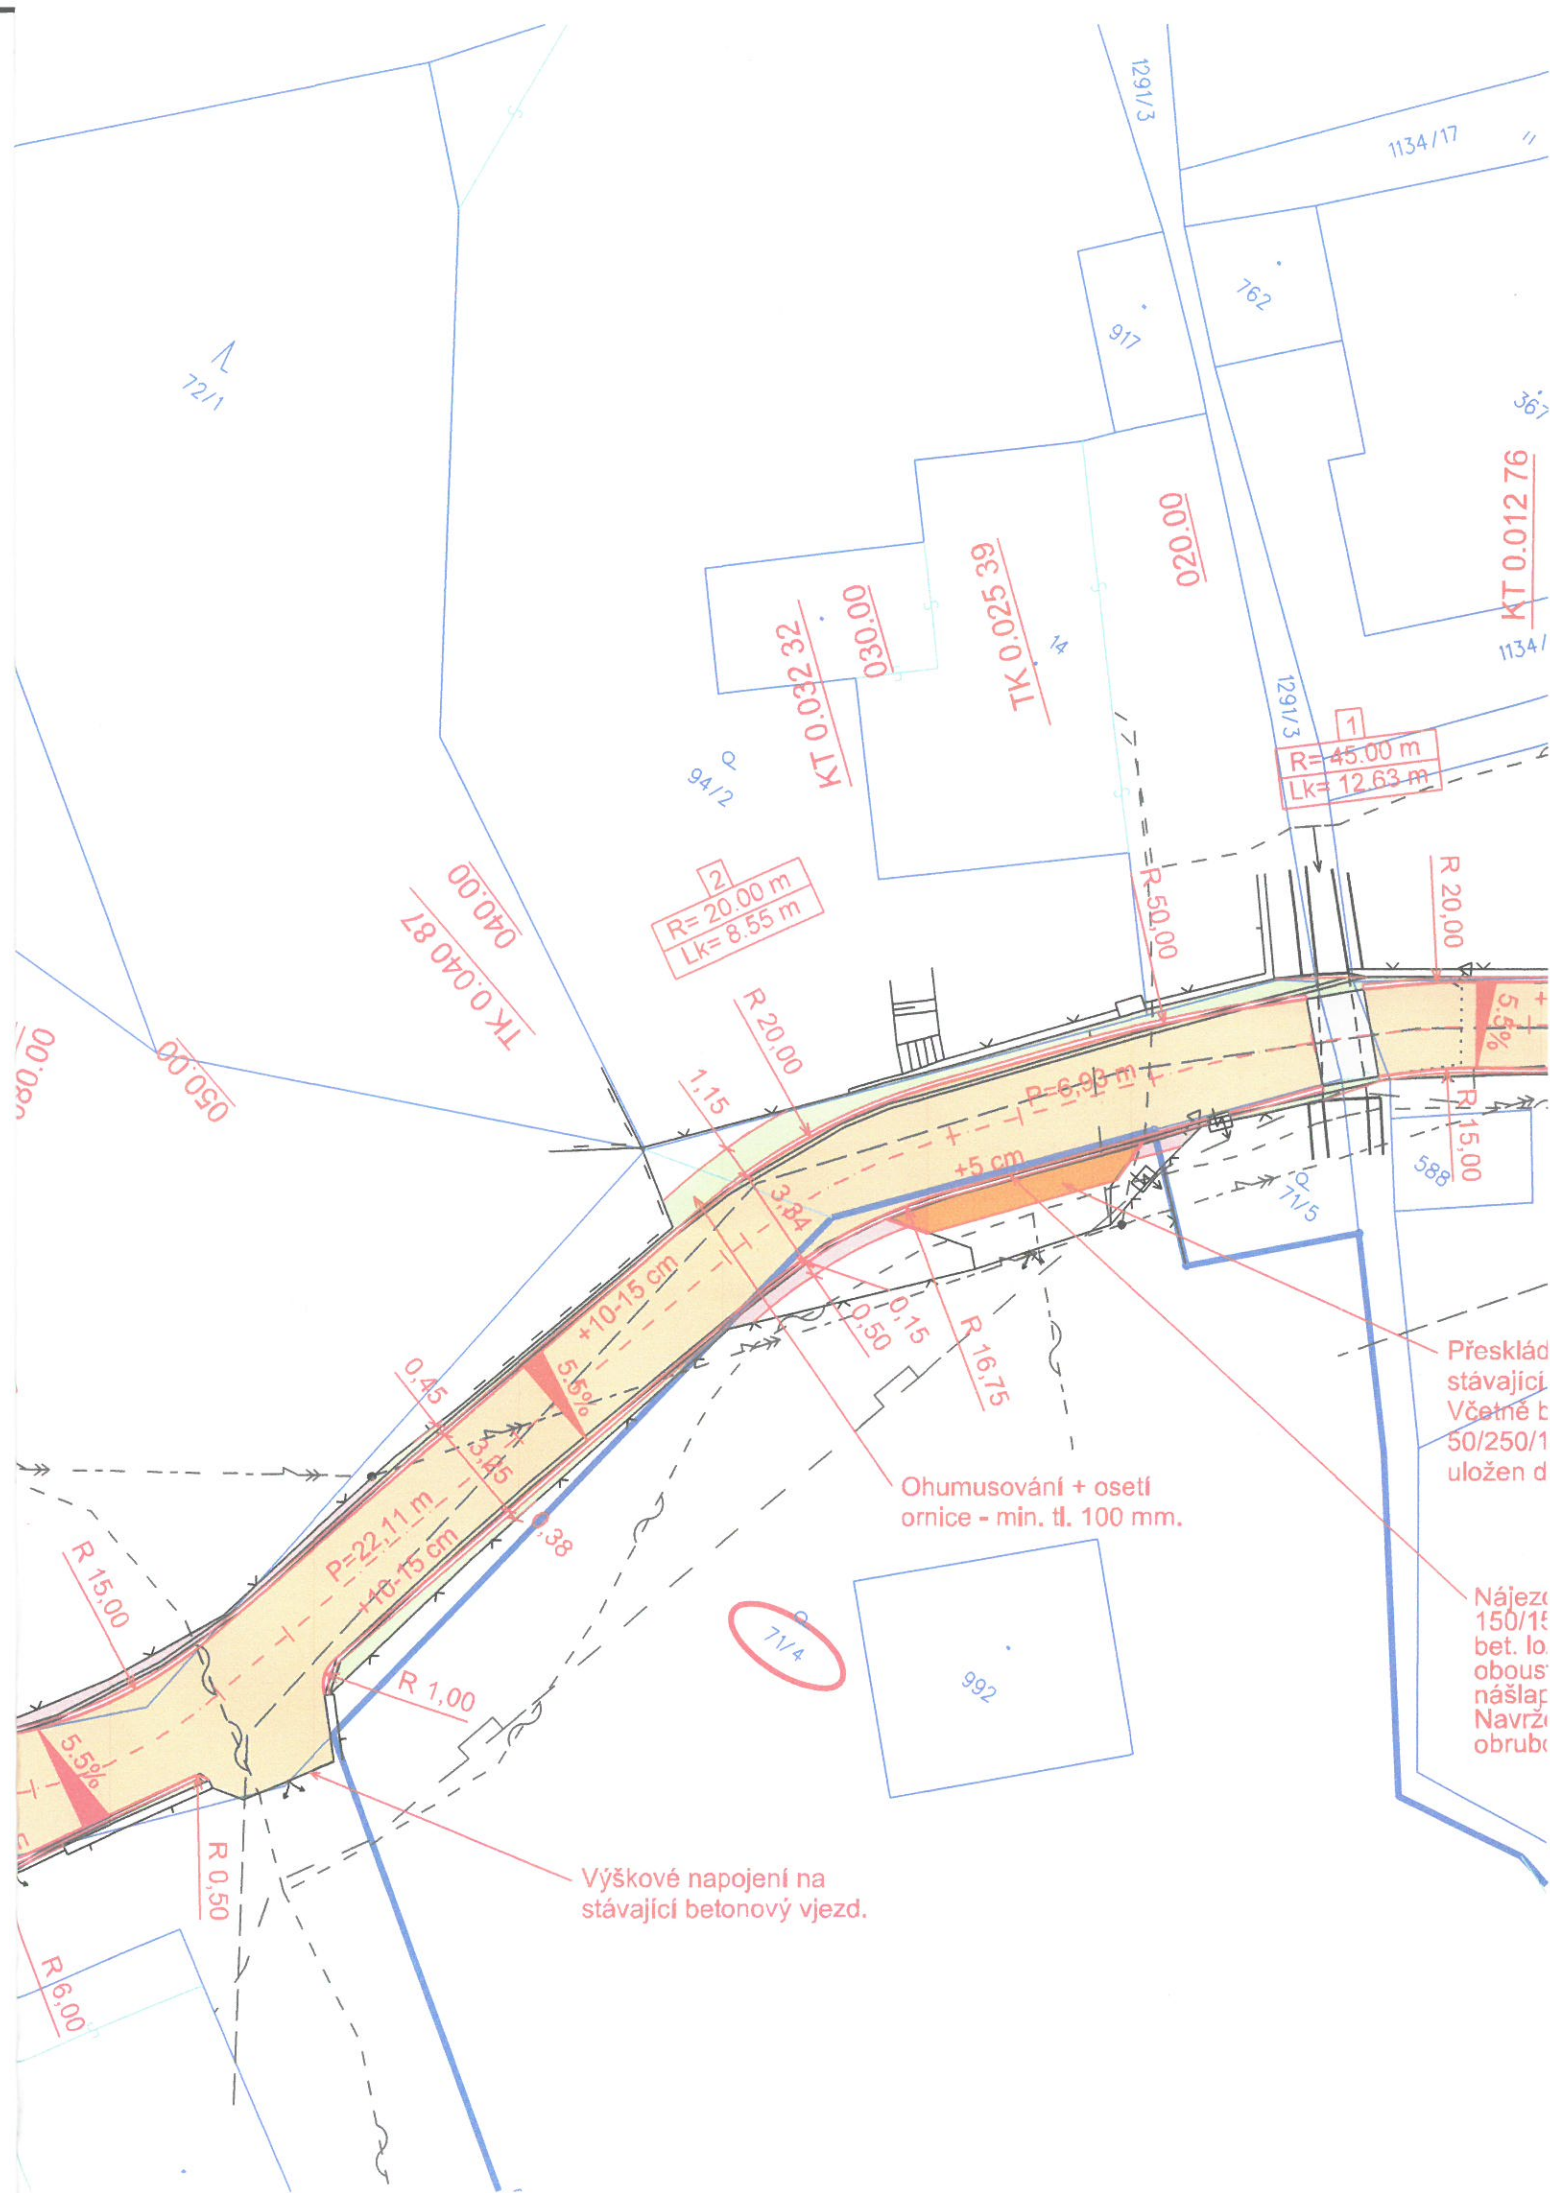 1291/3
1134/17
762
917
72/1
367
KT 0.012 76
020.00
TK 0.025 39
14
030.00
KT 0.032 32
1134/
1291/3
1
R= 45.00 m
Lk= 12.63 m
94/2
2
R= 20.00 m
Lk= 8.55 m
040.00
TK 0.040 87
R 50,00
R 20,00
R 20,00
5.5%
+
050.00
1,15
P=6,93 m
R 15,00
588
71/5
+5 cm
3,84
+10-15 cm
0,15
0,50
R 16,75
Přesklád
stávající
Včetně b
50/250/1
uložen d
5.5%
0,45
3,25
Ohumusování + osetí
ornice - min. tl. 100 mm.
0,38
P=22,11 m
+10-15 cm
R 15,00
71/4
992
Nájezd
150/15
bet. lo
obous
nášlap
Navrž
obrub
R 1,00
5.5%
R 0,50
Výškové napojení na
stávající betonový vjezd.
R 6,00